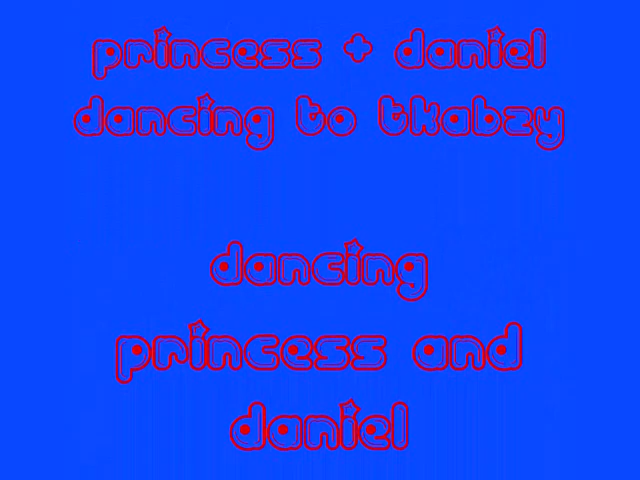 princess + daniel
dancing to tkabzy
dancing
princess and
daniel